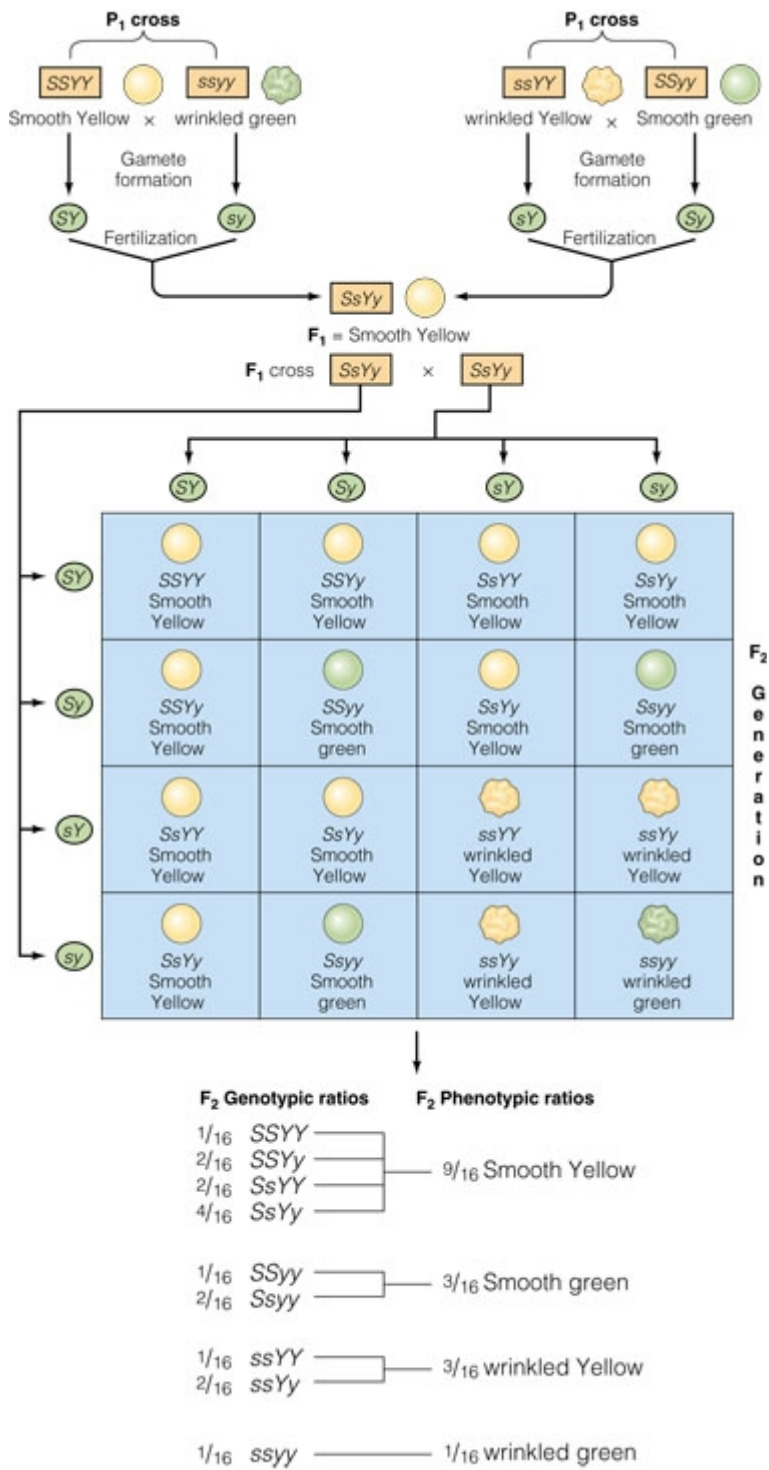 P1 cross
P1 cross
SSYY ssyy
ssYY SSyy
Smooth Yellow × wrinkled green
wrinkled Yellow × Smooth green
Gamete
formation
Gamete
formation
SY sy
sY Sy
Fertilization
Fertilization
SsYy
F1 = Smooth Yellow
F1 cross SsYy × SsYy
SY Sy sY sy
SY
SSYY
Smooth
Yellow
SSYy
Smooth
Yellow
SsYY
Smooth
Yellow
SsYy
Smooth
Yellow
Sy
SSYy
Smooth
Yellow
SSyy
Smooth
green
SsYy
Smooth
Yellow
Ssyy
Smooth
green
sY
SsYY
Smooth
Yellow
SsYy
Smooth
Yellow
ssYY
wrinkled
Yellow
ssYy
wrinkled
Yellow
sy
SsYy
Smooth
Yellow
Ssyy
Smooth
green
ssYy
wrinkled
Yellow
ssyy
wrinkled
green
F2 Generation
F2 Genotypic ratios F2 Phenotypic ratios
1/16 SSYY
2/16 SSYy
2/16 SsYY
4/16 SsYy
9/16 Smooth Yellow
1/16 SSyy
2/16 Ssyy
3/16 Smooth green
1/16 ssYY
2/16 ssYy
3/16 wrinkled Yellow
1/16 ssyy 1/16 wrinkled green